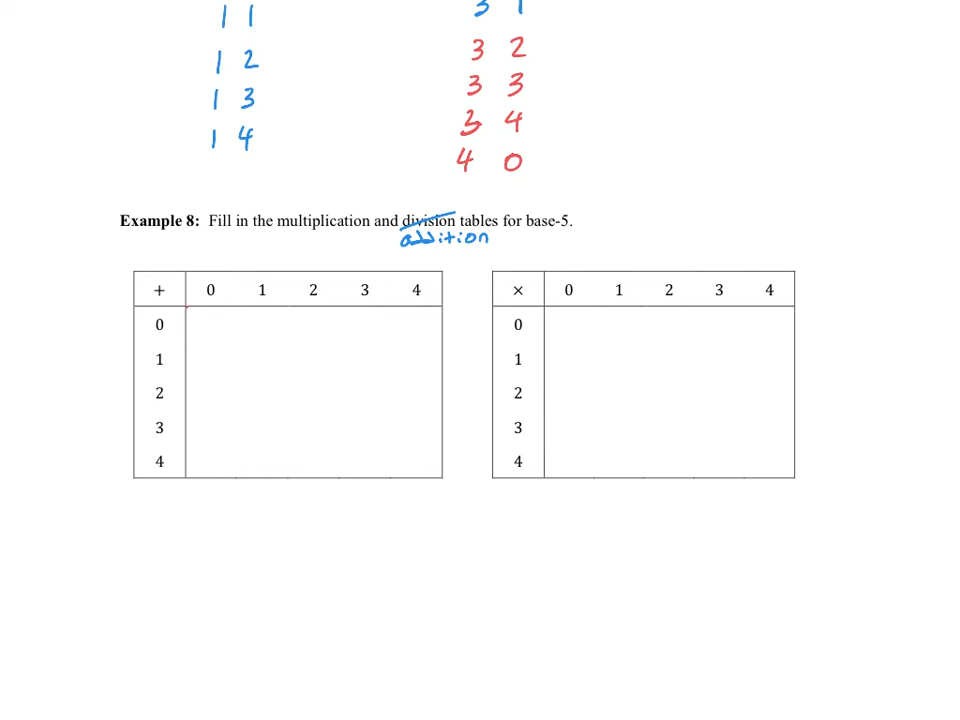 1 1 3 1
1 2 3 2
1 3 3 3
1 4 3 4
4 0
Example 8: Fill in the multiplication and division tables for base-5.
addition
+ 0 1 2 3 4
0
1
2
3
4
× 0 1 2 3 4
0
1
2
3
4